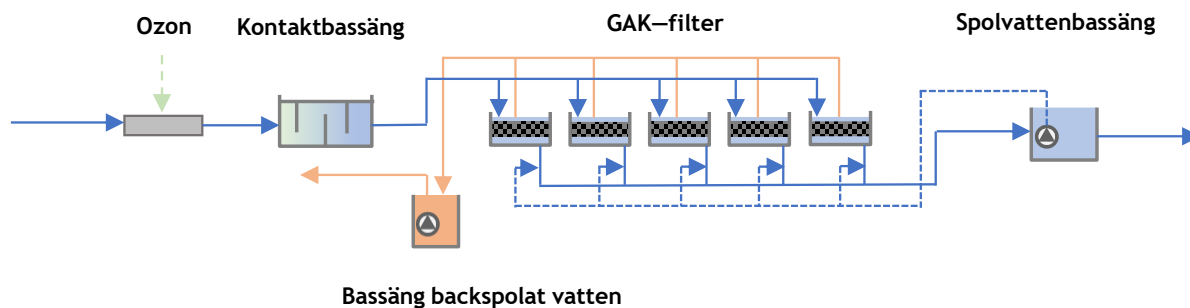 Ozon
Kontaktbassäng
GAK–filter
Spolvattenbassäng
Bassäng backspolat vatten